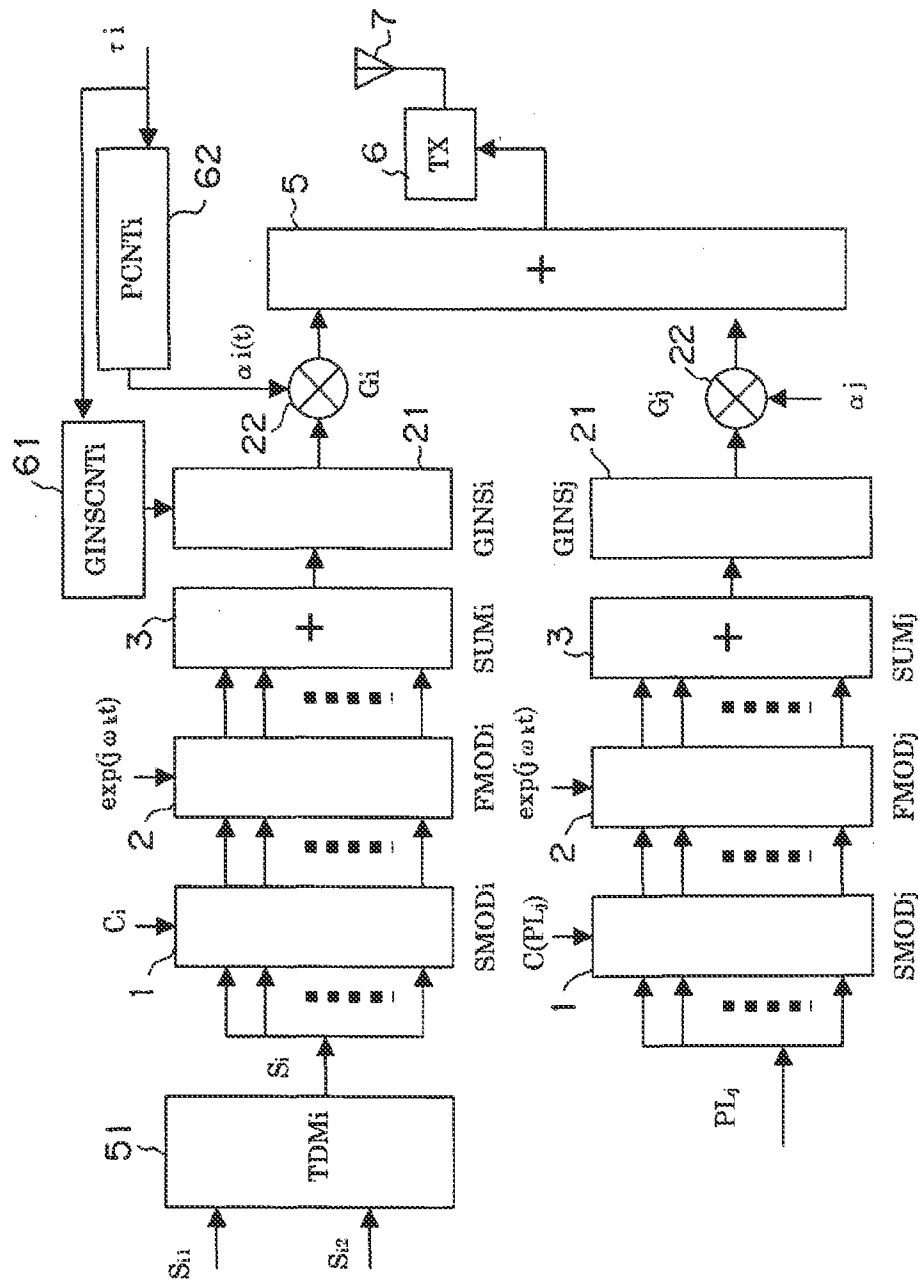 τi
61
GINSCNTi
PCNTi
62
αi(t)
51
TDMi
Si1
Si2
Si
Ci
1
SMODi
exp(jωkt)
2
FMODi
3
+
SUMi
21
GINSi
22
Gi
5
+
6
TX
7
PLj
C(PLj)
1
SMODj
exp(jωkt)
2
FMODj
3
+
SUMj
GINSj
21
Gj
22
αj